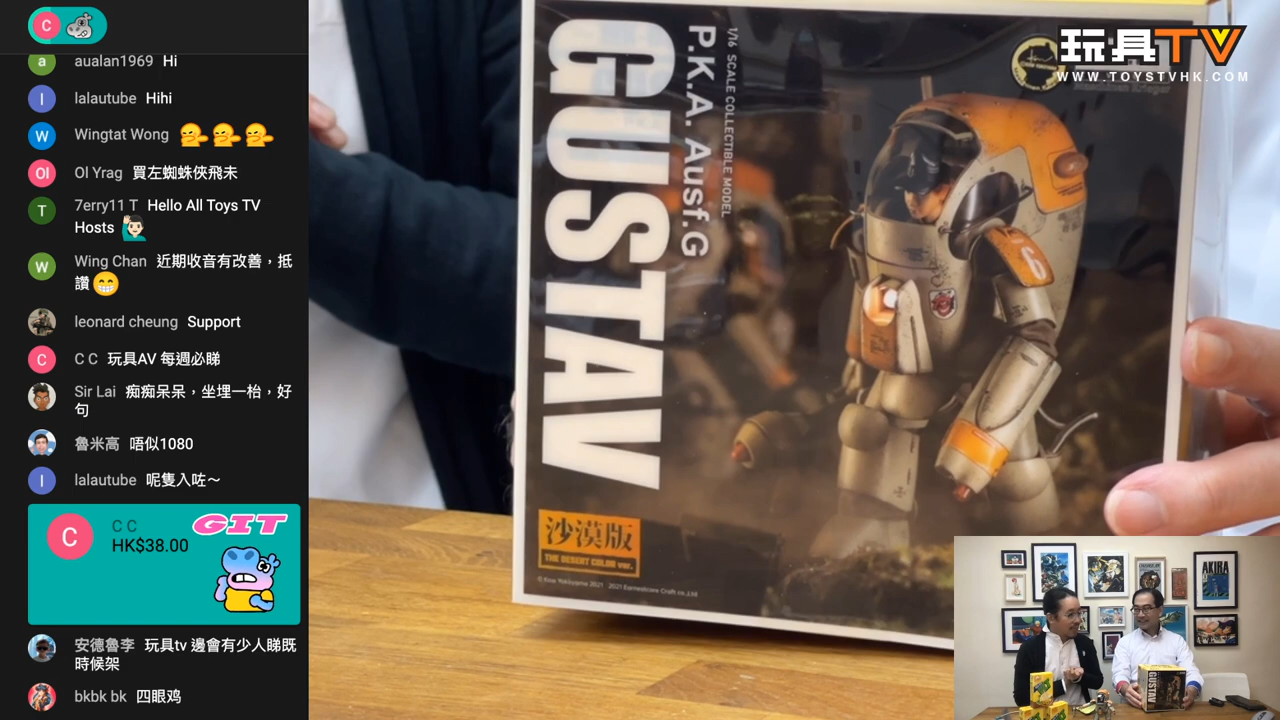 C
a aualan1969 Hi
l lalautube Hihi
W Wingtat Wong
Ol Ol Yrag 買左蜘蛛俠飛未
T 7erry11 T Hello All Toys TV
Hosts
W Wing Chan 近期收音有改善，抵
讚
leonard cheung Support
C C C 玩具AV 每週必睇
Sir Lai 痴痴呆呆，坐埋一枱，好
句
魯米高 唔似1080
l lalautube 呢隻入咗～
C C C
HK$38.00
GIT
安德魯李 玩具tv 邊會有少人睇既
時候架
bkbk bk 四眼鸡
1/16 SCALE COLLECTIBLE MODEL
P.K.A. Ausf.G
GUSTAV
沙漠版
THE DESERT COLOR ver.
6
玩具TV
WWW.TOYSTVHK.COM
AKIRA
GUSTAV